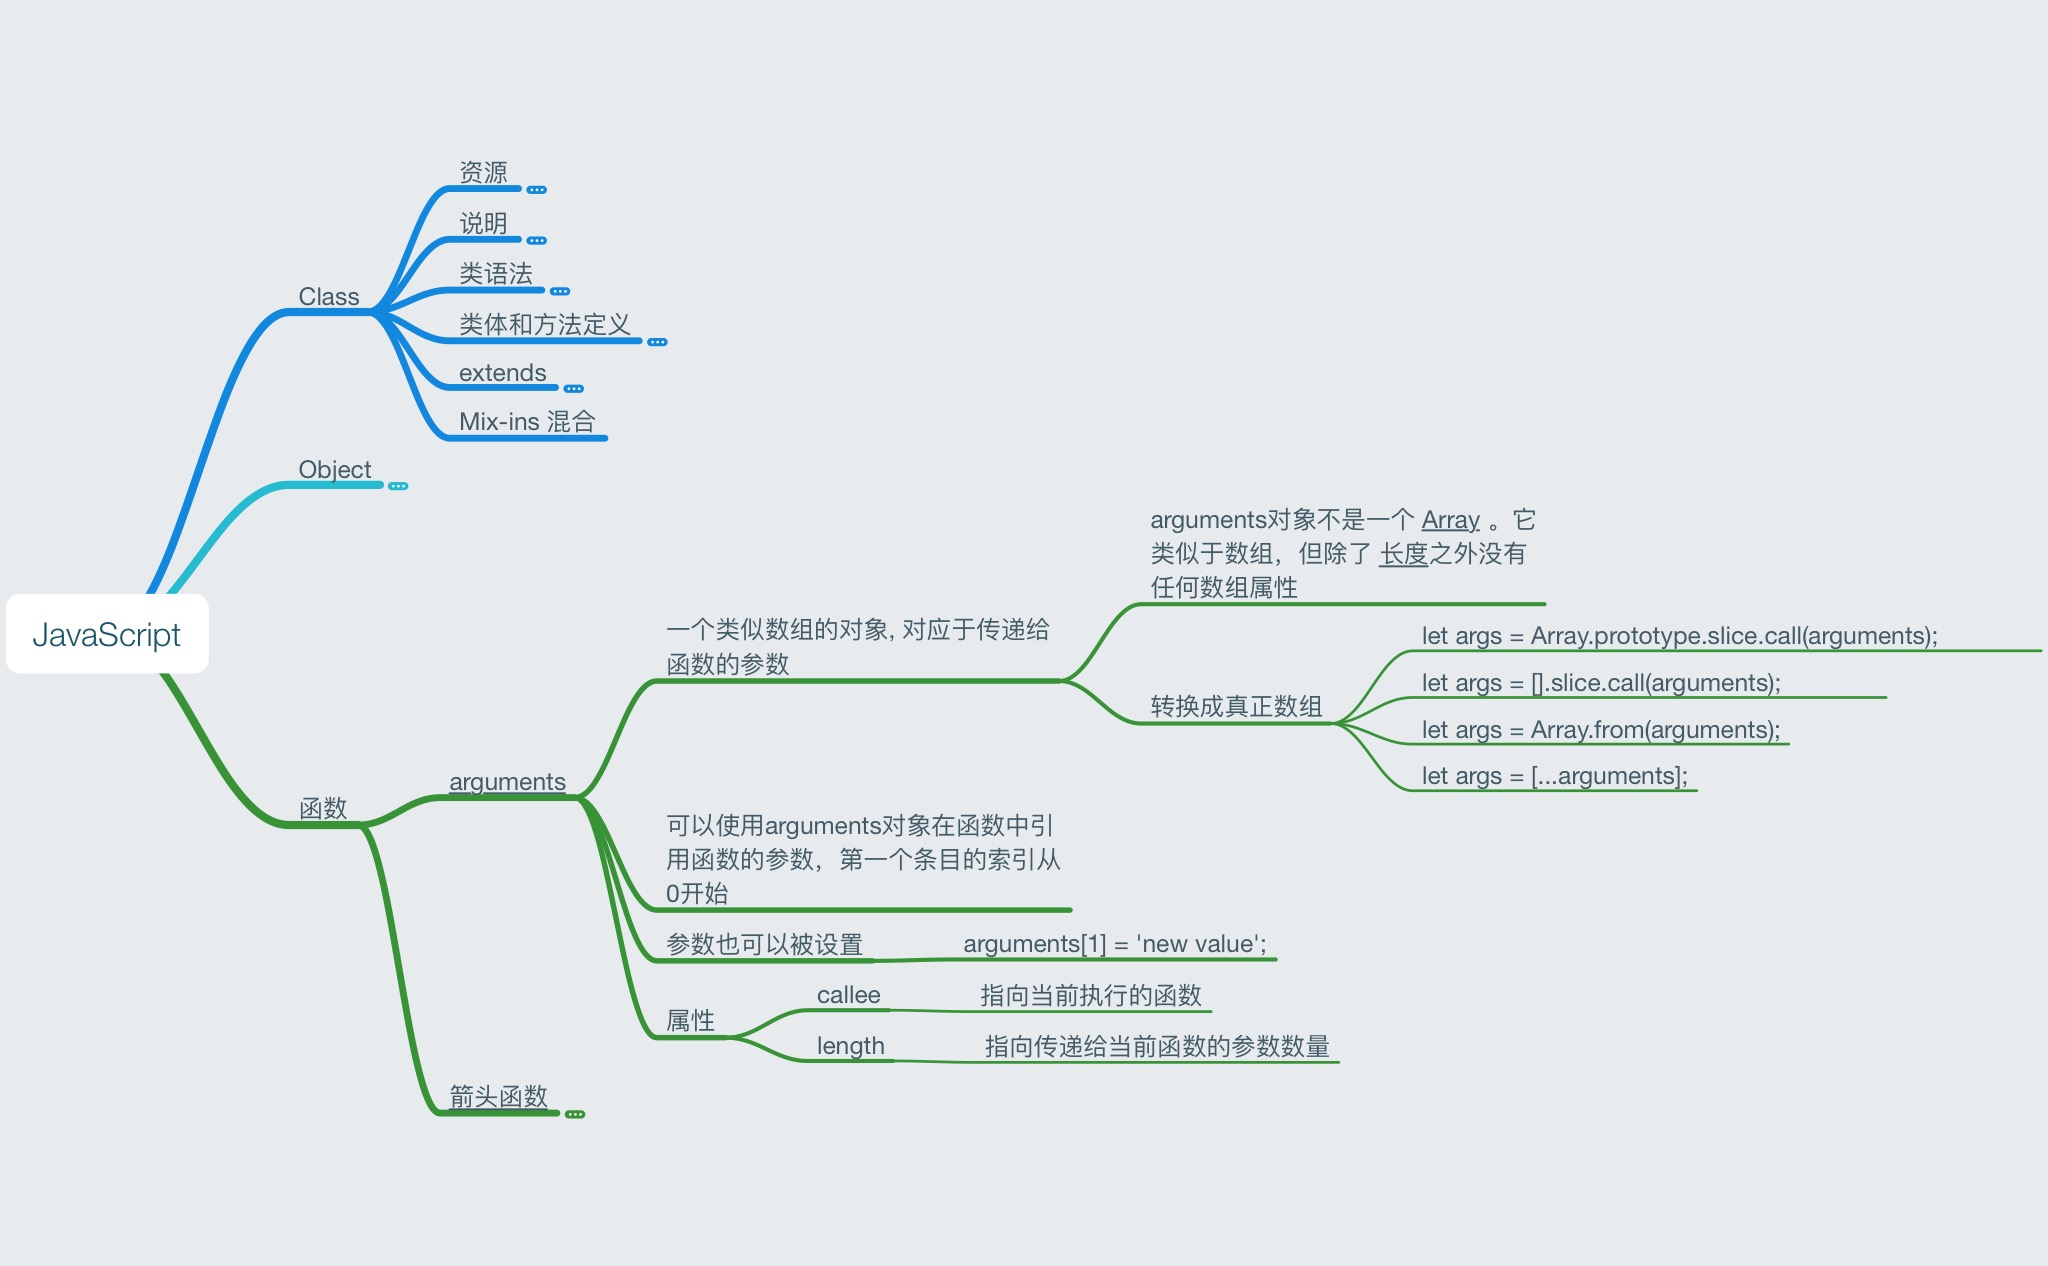 JavaScript
Class
资源
说明
类语法
类体和方法定义
extends
Mix-ins 混合
Object
函数
arguments
一个类似数组的对象, 对应于传递给
函数的参数
arguments对象不是一个 Array 。它
类似于数组，但除了 长度之外没有
任何数组属性
转换成真正数组
let args = Array.prototype.slice.call(arguments);
let args = [].slice.call(arguments);
let args = Array.from(arguments);
let args = [...arguments];
可以使用arguments对象在函数中引
用函数的参数，第一个条目的索引从
0开始
参数也可以被设置
arguments[1] = 'new value';
属性
callee
指向当前执行的函数
length
指向传递给当前函数的参数数量
箭头函数